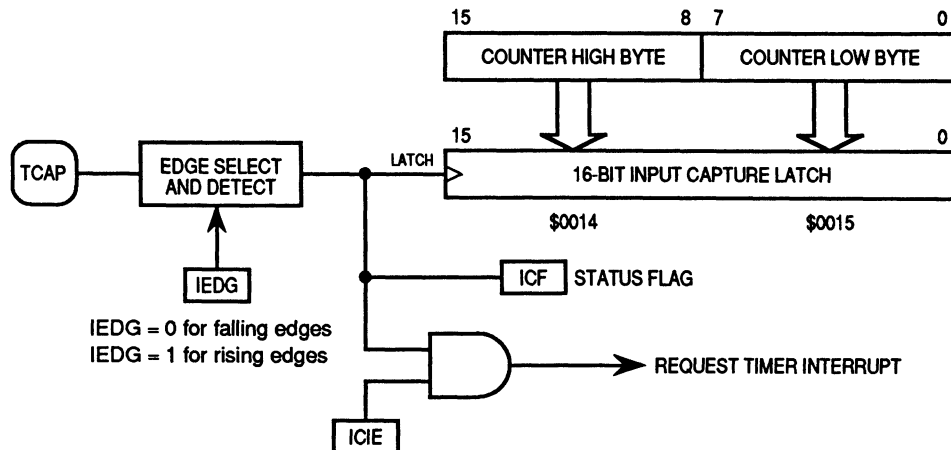 15 8 7 0
COUNTER HIGH BYTE COUNTER LOW BYTE
15 0
TCAP
EDGE SELECT
AND DETECT
LATCH
16-BIT INPUT CAPTURE LATCH
$0014 $0015
IEDG
ICF STATUS FLAG
IEDG = 0 for falling edges
IEDG = 1 for rising edges
REQUEST TIMER INTERRUPT
ICIE